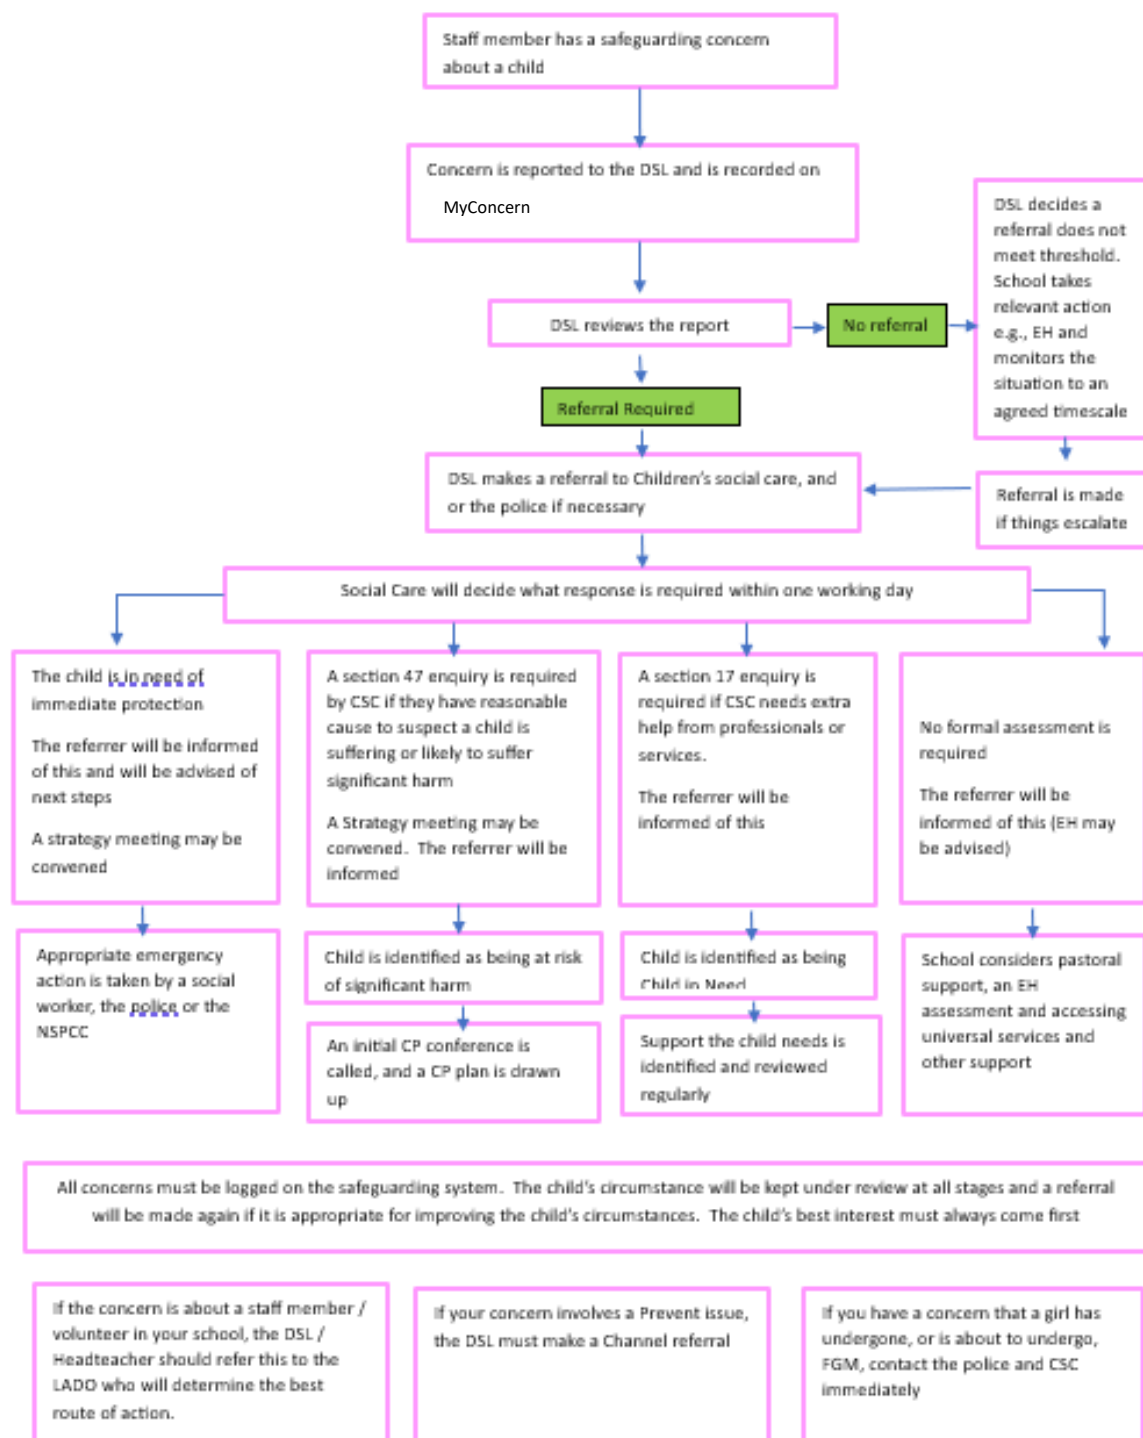 Staff member has a safeguarding concern
about a child
Concern is reported to the DSL and is recorded on
MyConcern
DSL reviews the report
No referral
DSL decides a
referral does not
meet threshold.
School takes
relevant action
e.g., EH and
monitors the
situation to an
agreed timescale
Referral Required
DSL makes a referral to Children's social care, and
or the police if necessary
Referral is made
if things escalate
Social Care will decide what response is required within one working day
The child is in need of
immediate protection
The referrer will be informed
of this and will be advised of
next steps
A strategy meeting may be
convened
A section 47 enquiry is required
by CSC if they have reasonable
cause to suspect a child is
suffering or likely to suffer
significant harm
A Strategy meeting may be
convened. The referrer will be
informed
A section 17 enquiry is
required if CSC needs extra
help from professionals or
services.
The referrer will be
informed of this
No formal assessment is
required
The referrer will be
informed of this (EH may
be advised)
Appropriate emergency
action is taken by a social
worker, the police or the
NSPCC
Child is identified as being at risk
of significant harm
An initial CP conference is
called, and a CP plan is drawn
up
Child is identified as being
Child in Need
Support the child needs is
identified and reviewed
regularly
School considers pastoral
support, an EH
assessment and accessing
universal services and
other support
All concerns must be logged on the safeguarding system. The child's circumstance will be kept under review at all stages and a referral
will be made again if it is appropriate for improving the child's circumstances. The child's best interest must always come first
If the concern is about a staff member /
volunteer in your school, the DSL /
Headteacher should refer this to the
LADO who will determine the best
route of action.
If your concern involves a Prevent issue,
the DSL must make a Channel referral
If you have a concern that a girl has
undergone, or is about to undergo,
FGM, contact the police and CSC
immediately